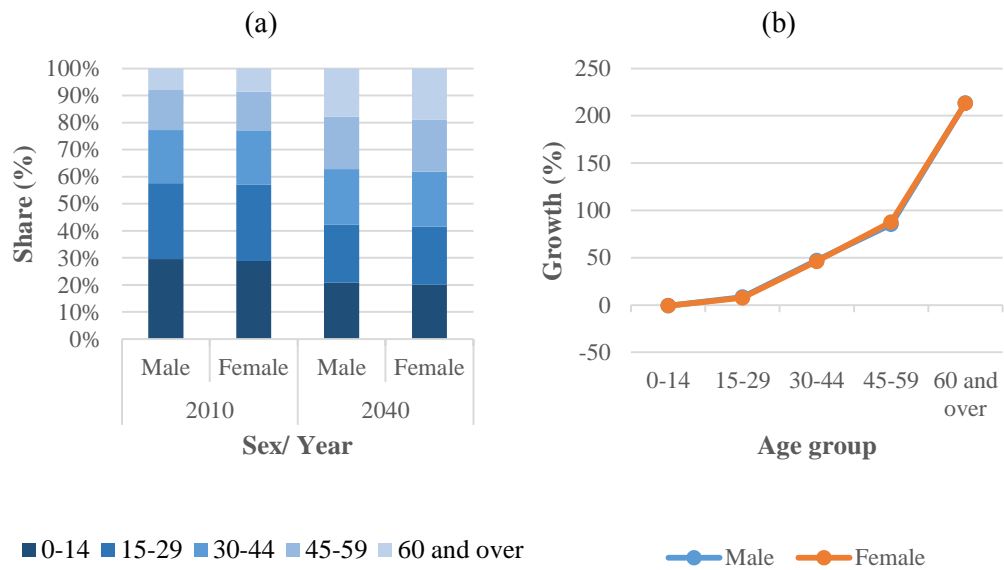 (a)
100%
90%
80%
70%
60%
50%
40%
30%
20%
10%
0%
Share (%)
Male Female Male Female
2010 2040
Sex/ Year
0-14 15-29 30-44 45-59 60 and over
(b)
250
200
150
100
50
0
-50
Growth (%)
0-14 15-29 30-44 45-59 60 and
over
Age group
Male Female